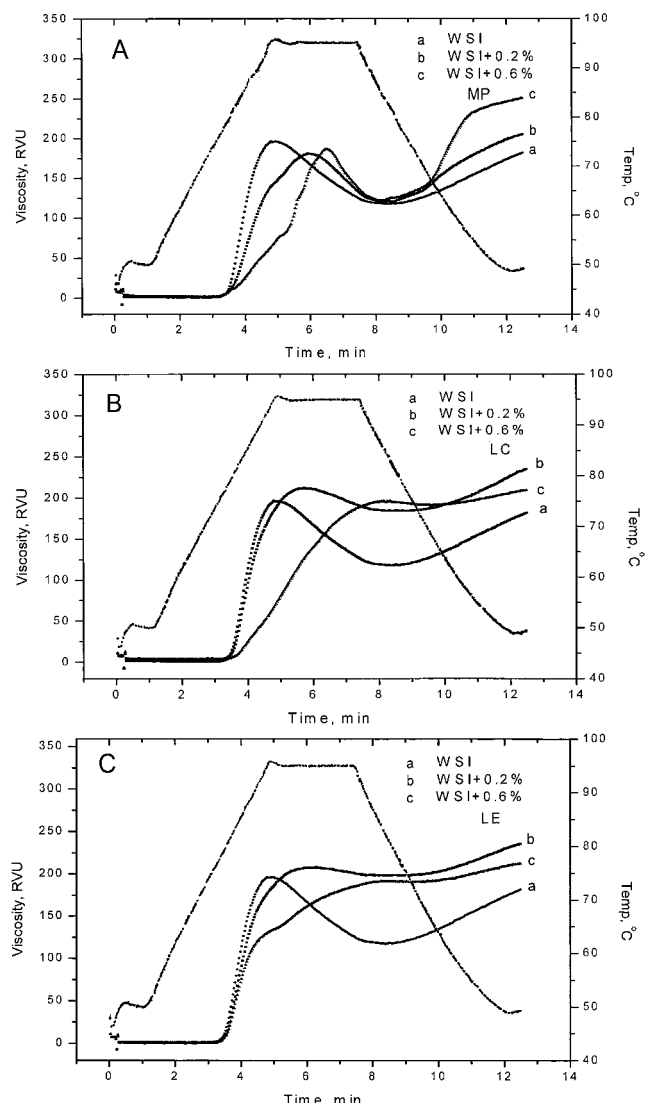 A
350
300
250
200
150
100
50
0
Viscosity, RVU
a WSI
b WSI+0.2%
c WSI+0.6%
MP
c
b
a
100
90
80
70
60
50
40
Temp, °C
0 2 4 6 8 10 12 14
Time, min
B
350
300
250
200
150
100
50
0
Viscosity, RVU
a WSI
b WSI+0.2%
c WSI+0.6%
LC
b
c
a
100
90
80
70
60
50
40
Temp, °C
0 2 4 6 8 10 12 14
Time, min
C
350
300
250
200
150
100
50
0
Viscosity, RVU
a WSI
b WSI+0.2%
c WSI+0.6%
LE
b
c
a
100
90
80
70
60
50
40
Temp, °C
0 2 4 6 8 10 12 14
Time, min